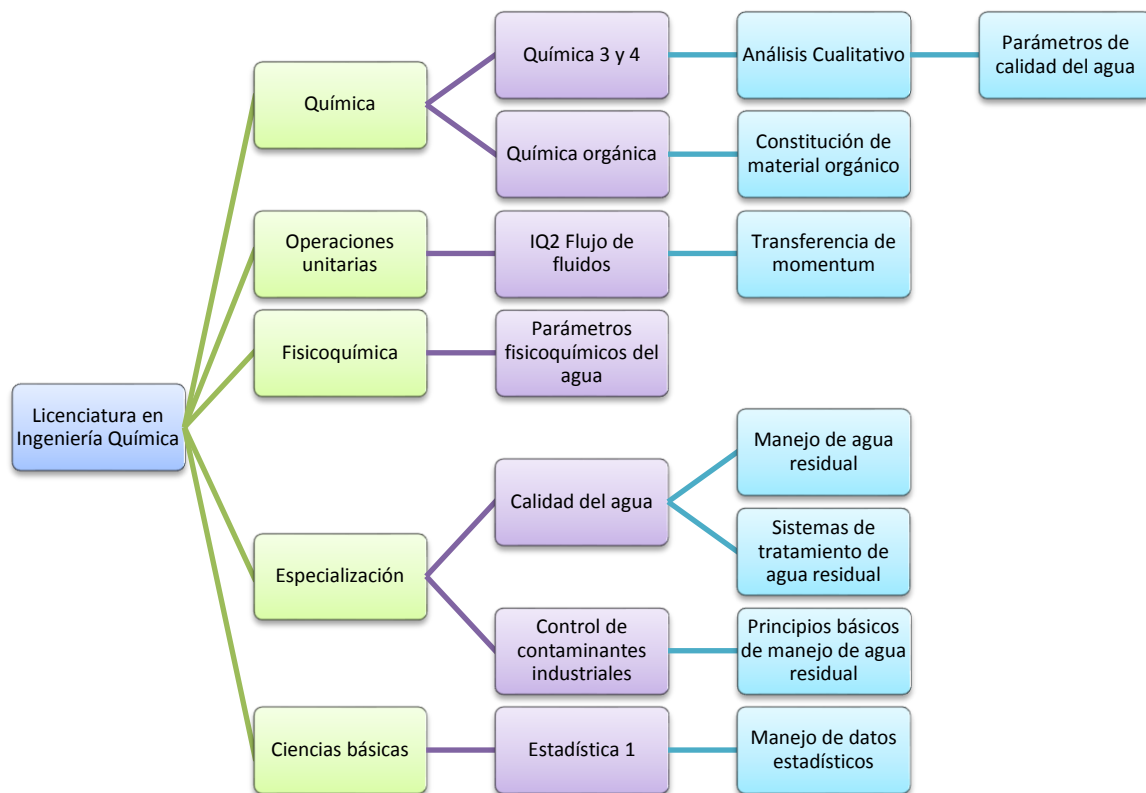 Química 3 y 4
Análisis Cualitativo
Parámetros de
calidad del agua
Química
Química orgánica
Constitución de
material orgánico
Operaciones
unitarias
IQ2 Flujo de
fluidos
Transferencia de
momentum
Fisicoquímica
Parámetros
fisicoquímicos del
agua
Licenciatura en
Ingeniería Química
Manejo de agua
residual
Calidad del agua
Sistemas de
tratamiento de
agua residual
Especialización
Control de
contaminantes
industriales
Principios básicos
de manejo de agua
residual
Ciencias básicas
Estadística 1
Manejo de datos
estadísticos